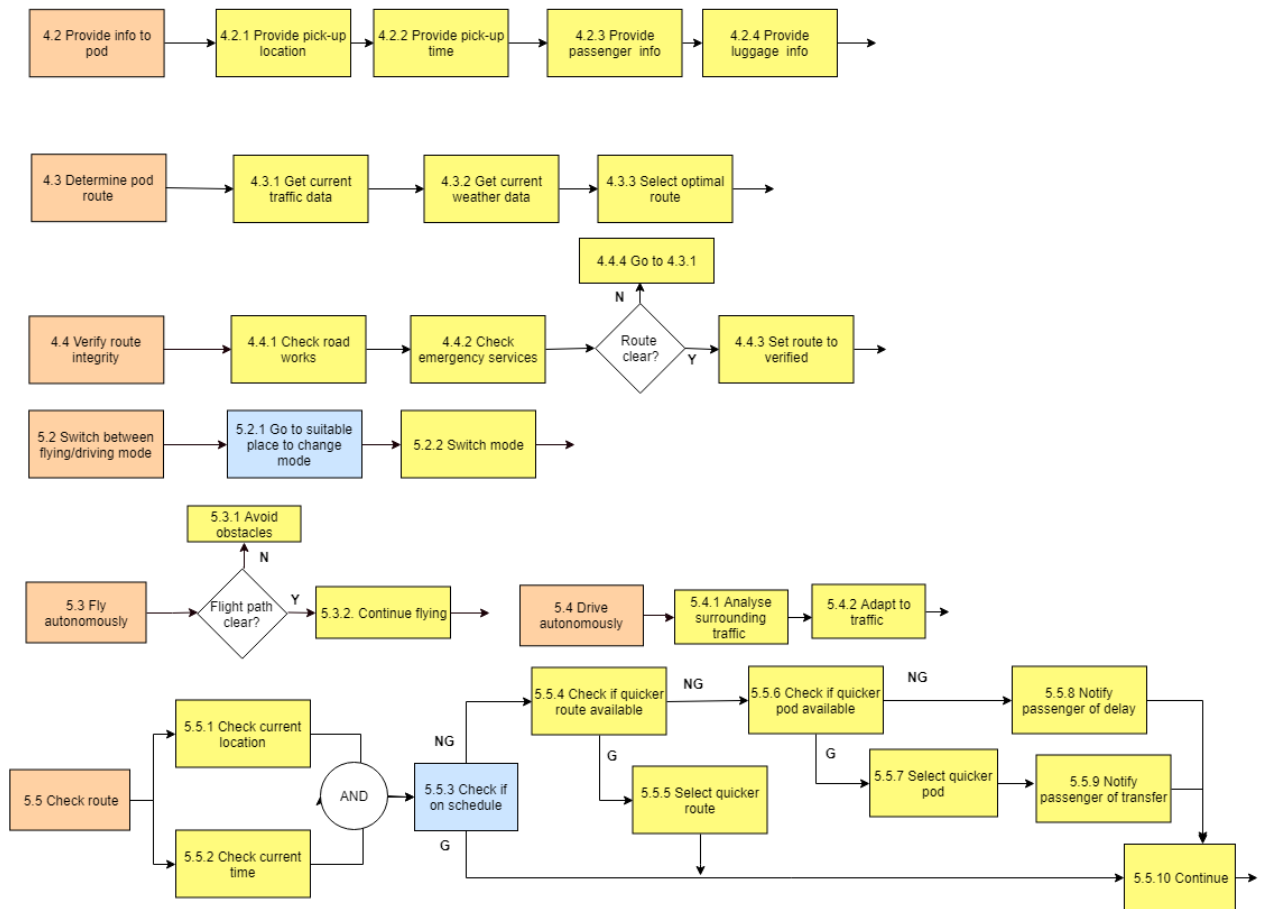 4.2 Provide info to
pod
4.2.1 Provide pick-up
location
4.2.2 Provide pick-up
time
4.2.3 Provide
passenger info
4.2.4 Provide
luggage info
4.3 Determine pod
route
4.3.1 Get current
traffic data
4.3.2 Get current
weather data
4.3.3 Select optimal
route
4.4.4 Go to 4.3.1
N
4.4 Verify route
integrity
4.4.1 Check road
works
4.4.2 Check
emergency services
Route
clear?
Y
4.4.3 Set route to
verified
5.2 Switch between
flying/driving mode
5.2.1 Go to suitable
place to change
mode
5.2.2 Switch mode
5.3.1 Avoid
obstacles
N
5.3 Fly
autonomously
Flight path
clear?
Y
5.3.2. Continue flying
5.4 Drive
autonomously
5.4.1 Analyse
surrounding
traffic
5.4.2 Adapt to
traffic
5.5 Check route
5.5.1 Check current
location
5.5.2 Check current
time
AND
5.5.3 Check if
on schedule
NG
G
5.5.4 Check if quicker
route available
NG
G
5.5.5 Select quicker
route
5.5.6 Check if quicker
pod available
NG
G
5.5.7 Select quicker
pod
5.5.8 Notify
passenger of delay
5.5.9 Notify
passenger of transfer
5.5.10 Continue